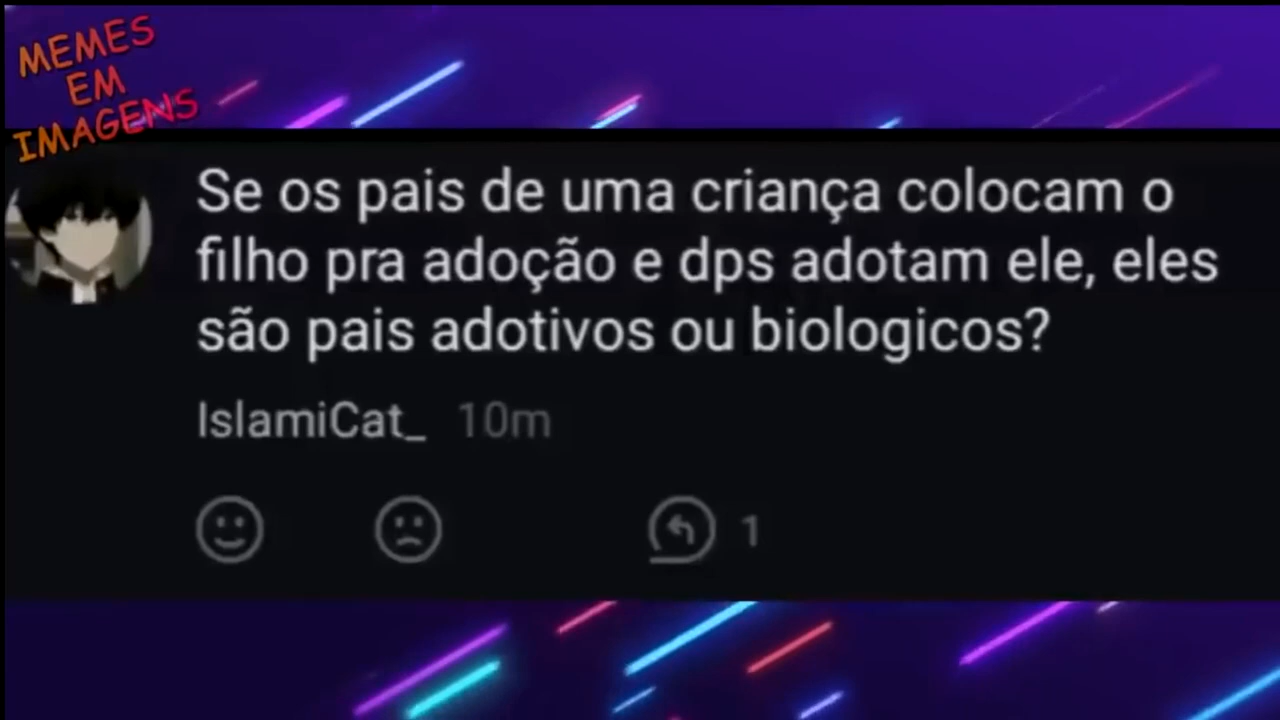 MEMES
EM
IMAGENS
Se os pais de uma criança colocam o
filho pra adoção e dps adotam ele, eles
são pais adotivos ou biologicos?
IslamiCat_ 10m
1